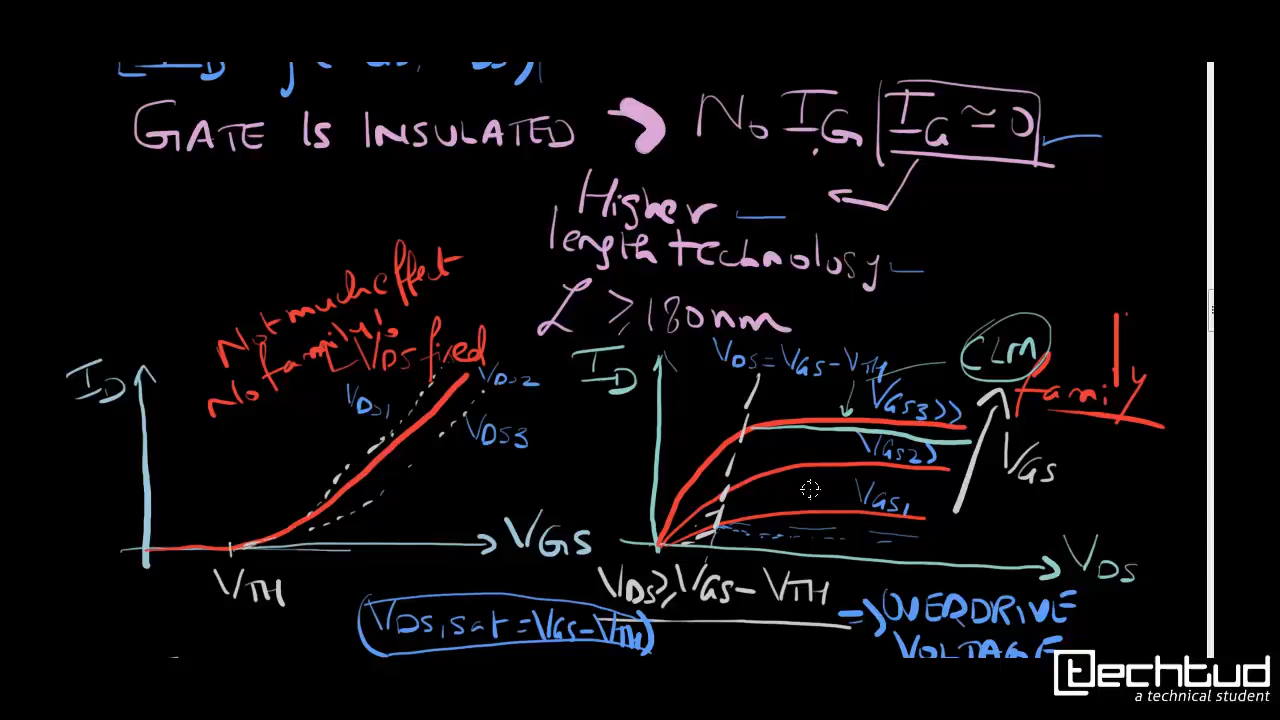 GATE IS INSULATED → No IG IG ≃ 0
Higher
length technology
L ≥ 180nm
Not much effect
No family!
VDS fixed
ID
VDS1
VDS2
VDS3
VGS
VTH
ID
VDS = VGS - VTH
CLM
family
VGS3>>
VGS2>
VGS1
VGS
VDS
VDS ≥ VGS - VTH
⇒ OVERDRIVE
VOLTAGE
VDS,sat = VGS - VTH
techtud
a technical student